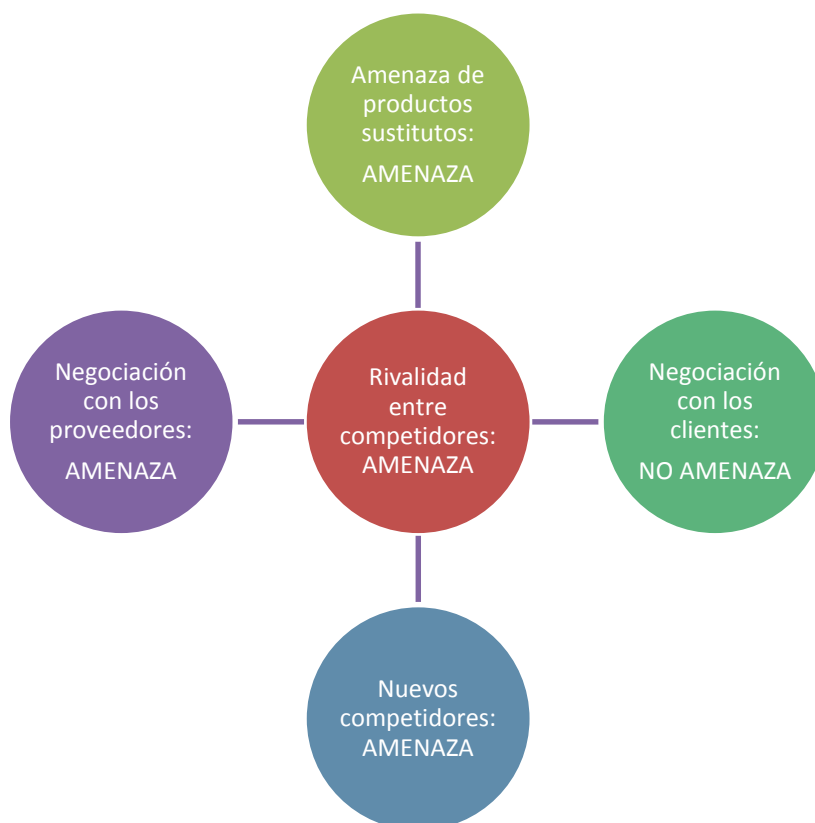 Amenaza de
productos
sustitutos:
AMENAZA
Negociación
con los
proveedores:
AMENAZA
Rivalidad
entre
competidores:
AMENAZA
Negociación
con los
clientes:
NO AMENAZA
Nuevos
competidores:
AMENAZA